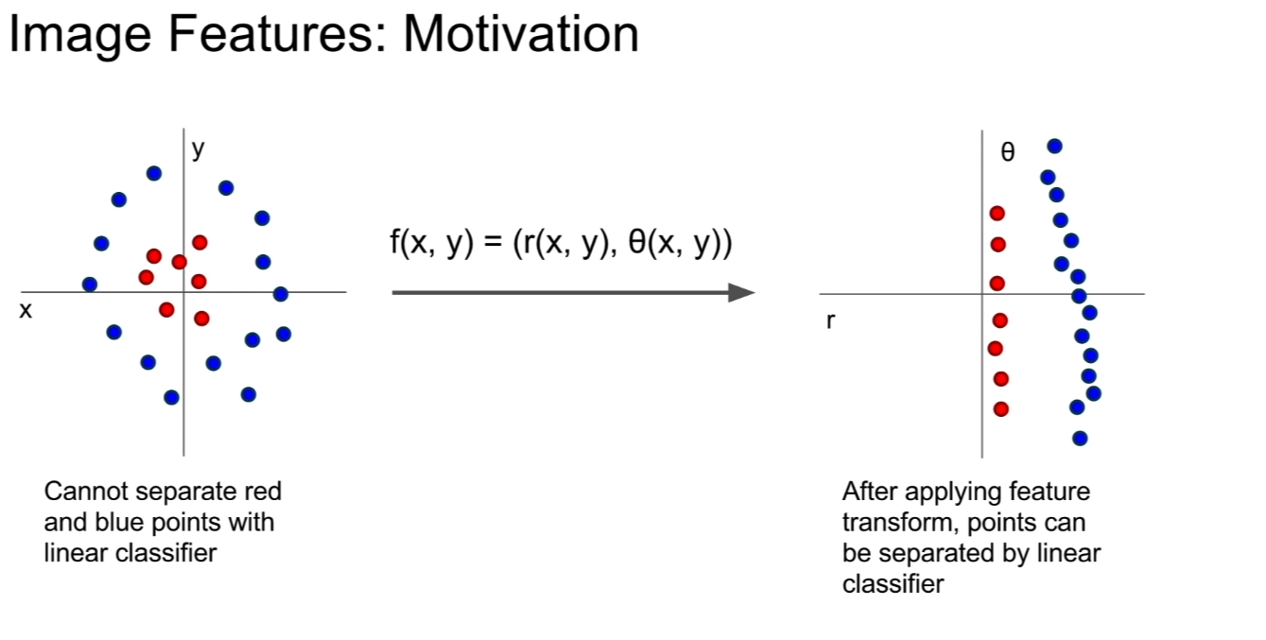 Image Features: Motivation
y
x
f(x, y) = (r(x, y), θ(x, y))
θ
r
Cannot separate red
and blue points with
linear classifier
After applying feature
transform, points can
be separated by linear
classifier